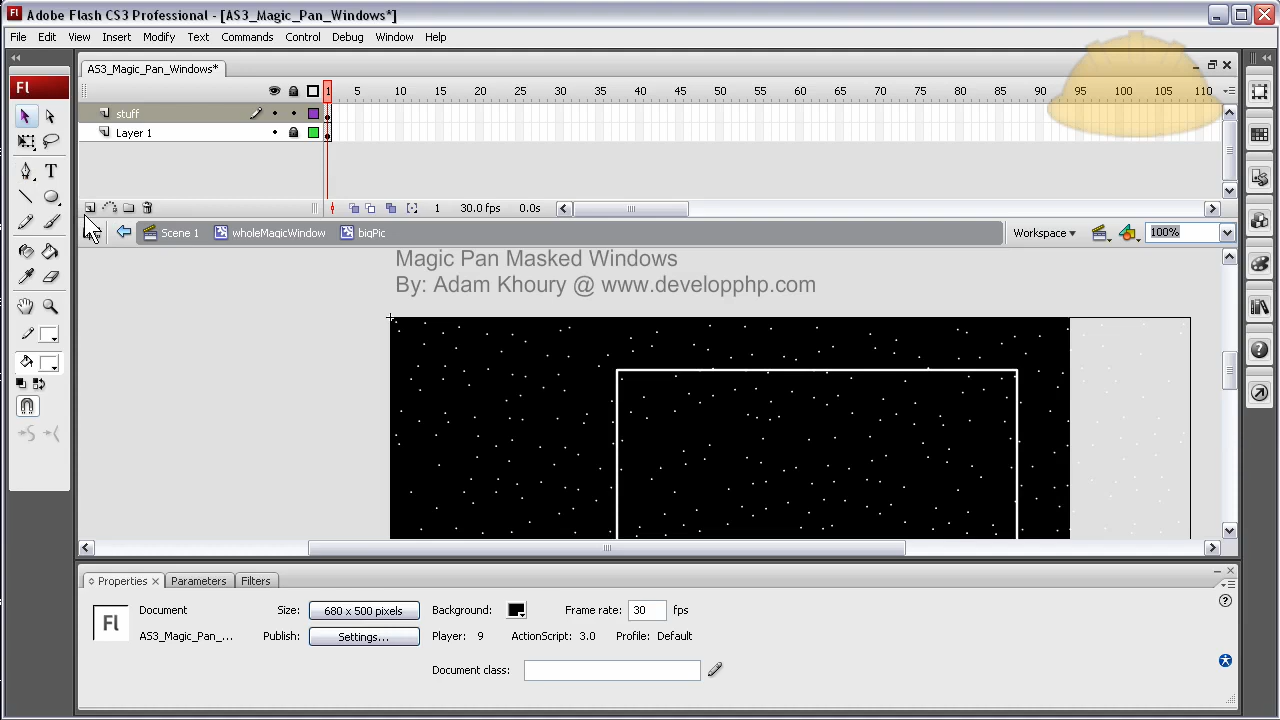 Adobe Flash CS3 Professional - [AS3_Magic_Pan_Windows*]
File Edit View Insert Modify Text Commands Control Debug Window Help
Fl
AS3_Magic_Pan_Windows*
1 5 10 15 20 25 30 35 40 45 50 55 60 65 70 75 80 85 90 95 100 105 110
stuff
Layer 1
1 30.0 fps 0.0s
Scene 1 wholeMagicWindow bigPic Workspace 100%
Magic Pan Masked Windows
By: Adam Khoury @ www.developphp.com
Properties Parameters Filters
Fl
Document Size: 680 x 500 pixels Background: Frame rate: 30 fps
AS3_Magic_Pan_... Publish: Settings... Player: 9 ActionScript: 3.0 Profile: Default
Document class: